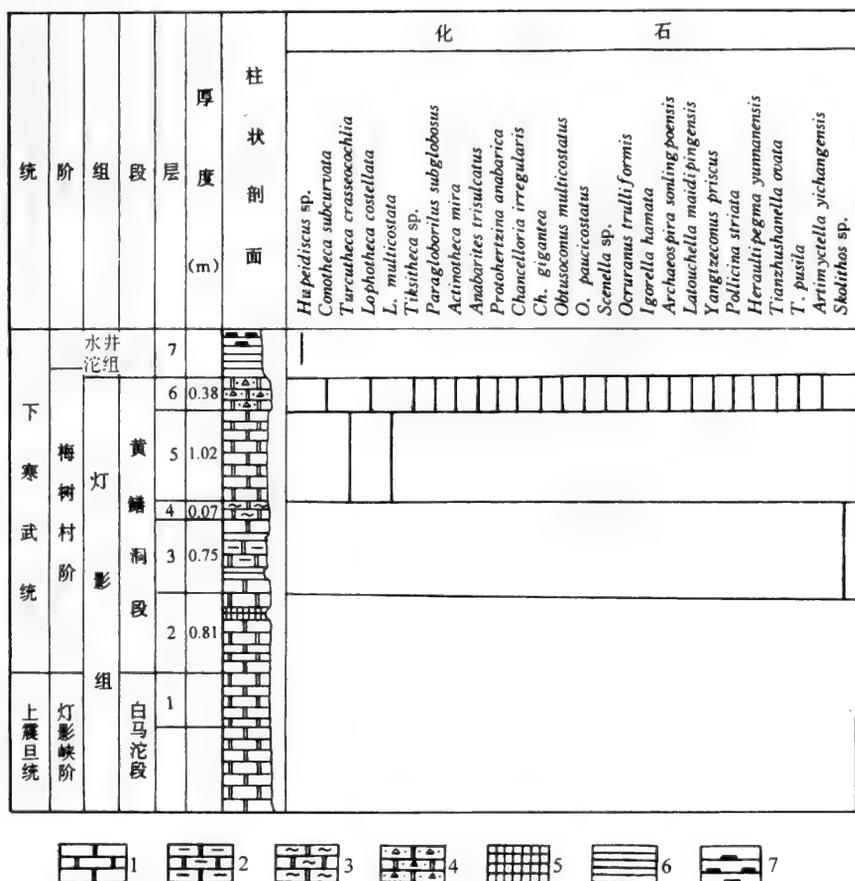 化 石
统
阶
组
段
层
厚度(m)
柱状剖面
Hupeidiscus sp.
Conotheca subcurvata
Turcutheca crasseocochlia
Lophotheca costellata
L. multicostata
Tiksitheca sp.
Paragloborilus subglobosus
Actinotheca mira
Anabarites trisulcatus
Protohertzina anabarica
Chancelloria irregularis
Ch. gigantea
Obtusoconus multicostatus
O. paucicostatus
Scenella sp.
Ocruranus trulliformis
Igorella hamata
Archaeospira songlinpoensis
Latouchella maidipingensis
Yangtzeconus priscus
Pollicina striata
Heraultipegma yunnanensis
Tianzhushanella ovata
T. pusila
Artimyctella yichangensis
Skolithos sp.
下寒武统
梅树村阶
水井
沱组
灯影组
黄鳝洞段
7
6 0.38
5 1.02
4 0.07
3 0.75
2 0.81
上震旦统
灯影峡阶
白马沱段
1
1 2 3 4 5 6 7